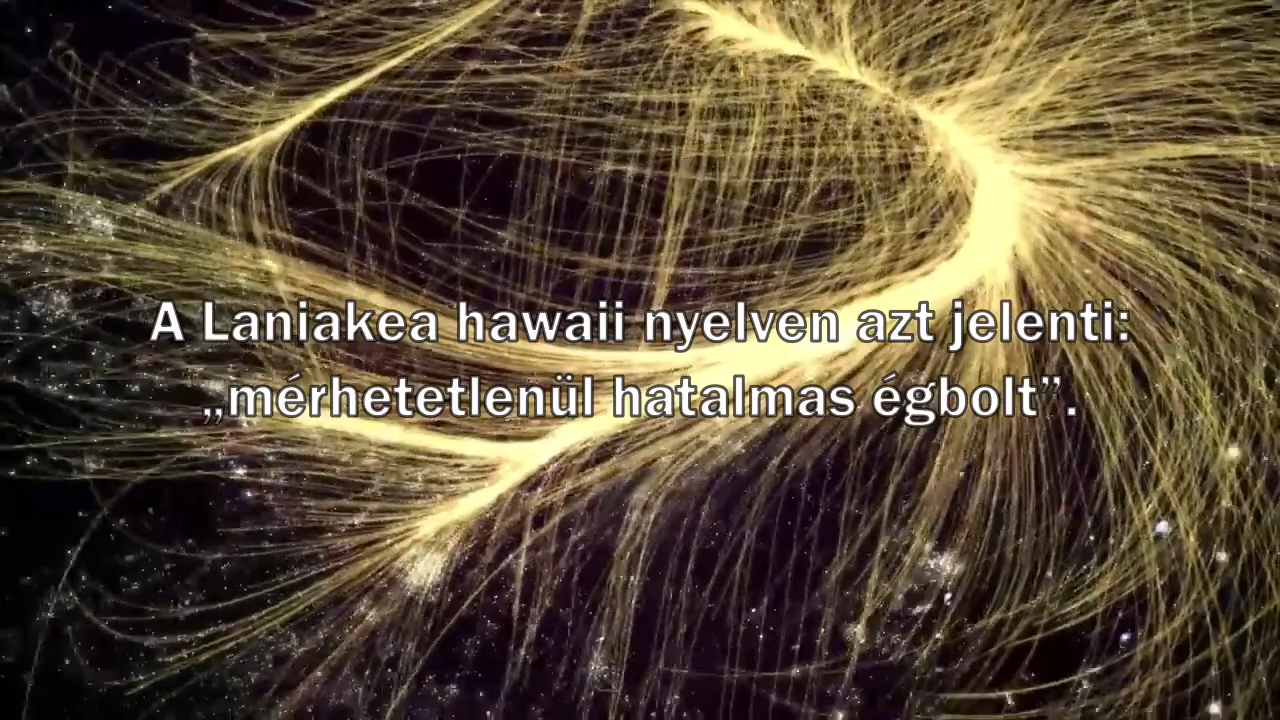 A Laniakea hawaii nyelven azt jelenti:
„mérhetetlenül hatalmas égbolt”.